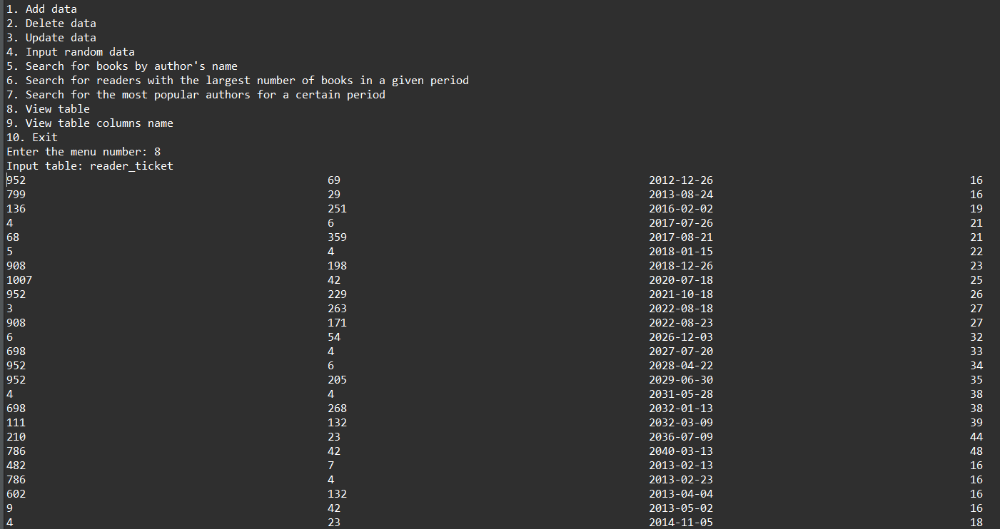 1. Add data
2. Delete data
3. Update data
4. Input random data
5. Search for books by author's name
6. Search for readers with the largest number of books in a given period
7. Search for the most popular authors for a certain period
8. View table
9. View table columns name
10. Exit
Enter the menu number: 8
Input table: reader_ticket
952 69 2012-12-26 16
799 29 2013-08-24 16
136 251 2016-02-02 19
4 6 2017-07-26 21
68 359 2017-08-21 21
5 4 2018-01-15 22
908 198 2018-12-26 23
1007 42 2020-07-18 25
952 229 2021-10-18 26
3 263 2022-08-18 27
908 171 2022-08-23 27
6 54 2026-12-03 32
698 4 2027-07-20 33
952 6 2028-04-22 34
952 205 2029-06-30 35
4 4 2031-05-28 38
698 268 2032-01-13 38
111 132 2032-03-09 39
210 23 2036-07-09 44
786 42 2040-03-13 48
482 7 2013-02-13 16
786 4 2013-02-23 16
602 132 2013-04-04 16
9 42 2013-05-02 16
4 23 2014-11-05 18